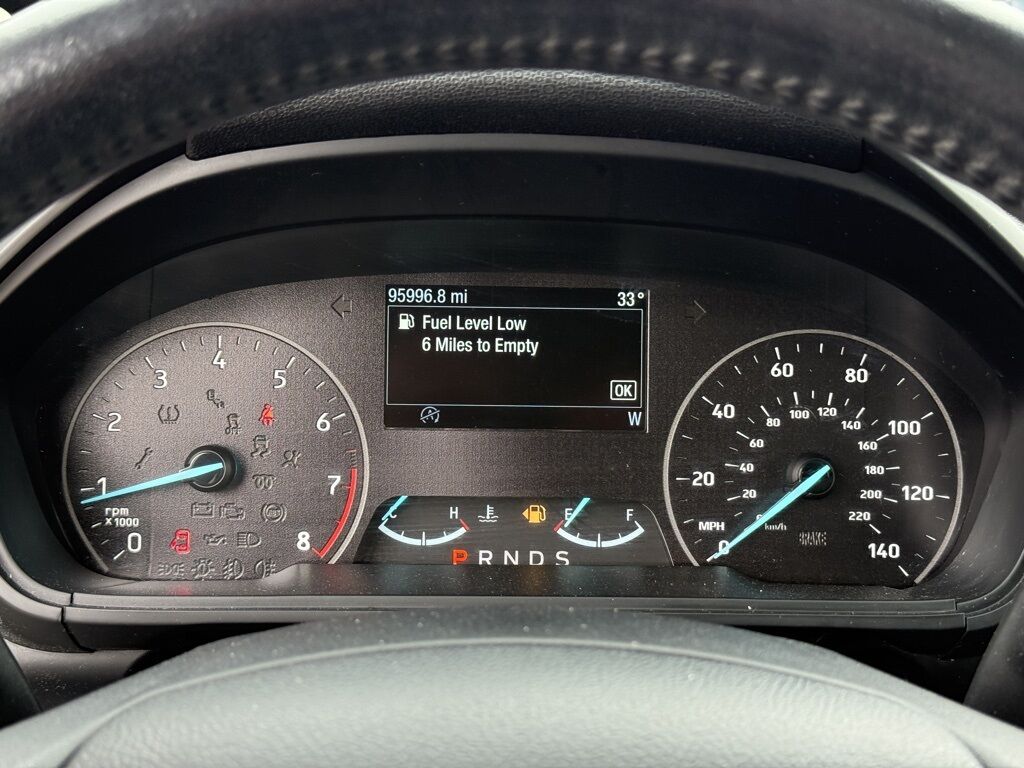 95996.8 mi 33°
Fuel Level Low
6 Miles to Empty
OK
W
0 1 2 3 4 5 6 7 8
rpm
x1000
C H
E F
P R N D S
0 20 40 60 80 100 120 140
MPH
20 40 60 80 100 120 140 160 180 200 220
km/h
BRAKE